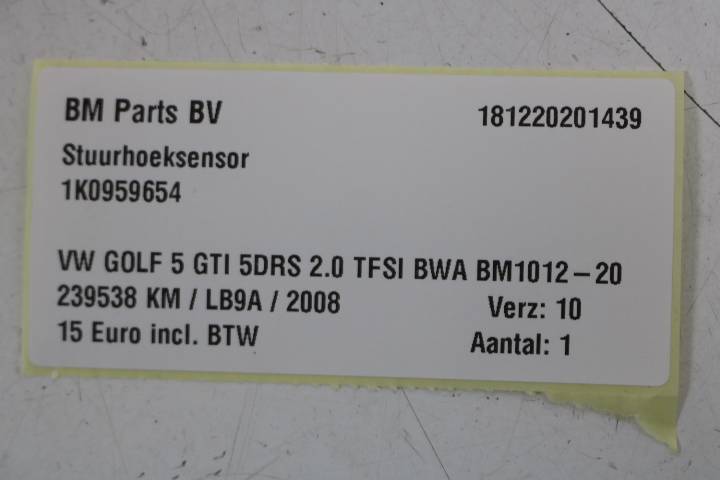 BM Parts BV 181220201439
Stuurhoeksensor
1K0959654
VW GOLF 5 GTI 5DRS 2.0 TFSI BWA BM1012-20
239538 KM / LB9A / 2008 Verz: 10
15 Euro incl. BTW Aantal: 1